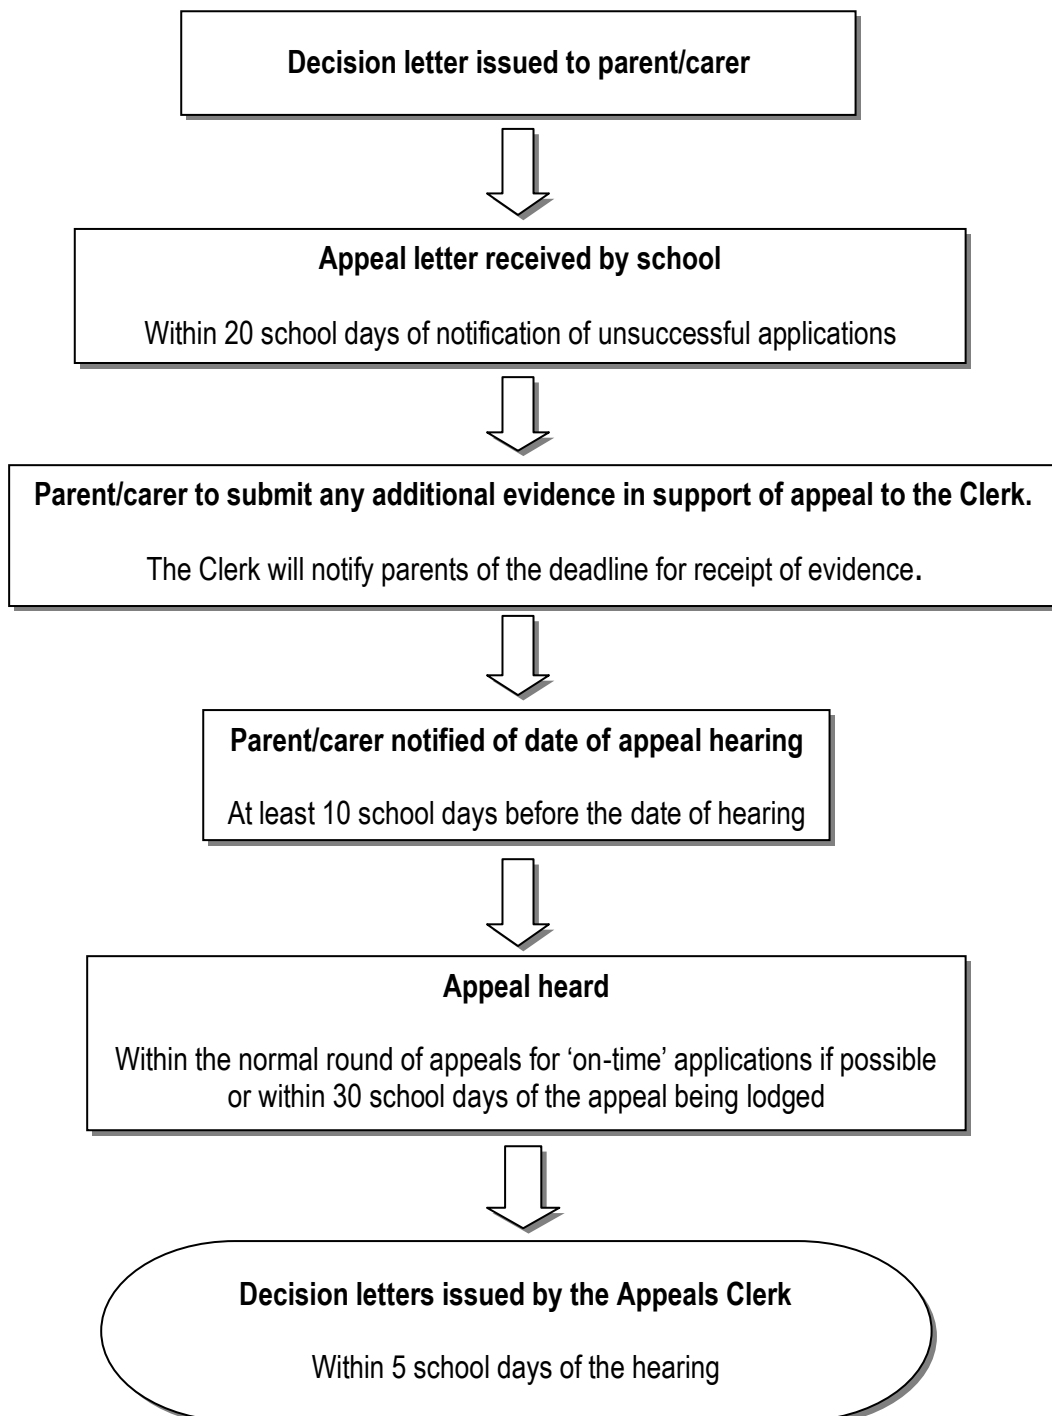 Decision letter issued to parent/carer
Appeal letter received by school
Within 20 school days of notification of unsuccessful applications
Parent/carer to submit any additional evidence in support of appeal to the Clerk.
The Clerk will notify parents of the deadline for receipt of evidence.
Parent/carer notified of date of appeal hearing
At least 10 school days before the date of hearing
Appeal heard
Within the normal round of appeals for ‘on-time’ applications if possible
or within 30 school days of the appeal being lodged
Decision letters issued by the Appeals Clerk
Within 5 school days of the hearing